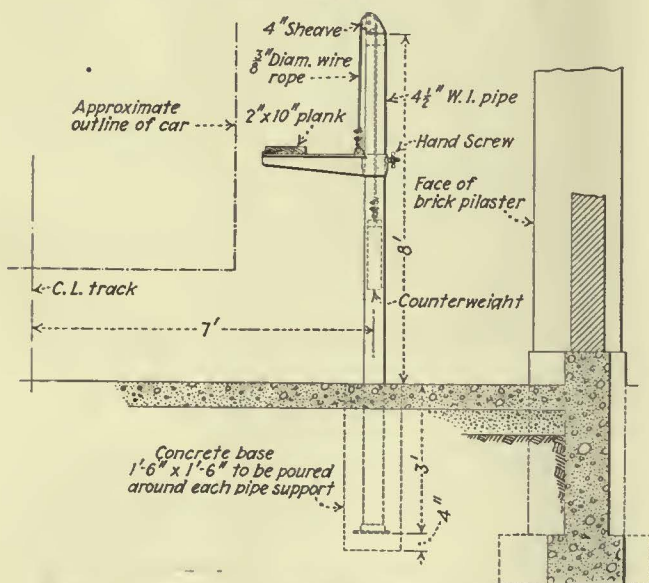 4" Sheave
3/8" Diam. wire
rope
4 1/2" W.I. pipe
Approximate
outline of car
2"x10" plank
Hand Screw
Face of
brick pilaster
8'
C.L. track
Counterweight
7'
Concrete base
1'-6" x 1'-6" to be poured
around each pipe support
3'
4"